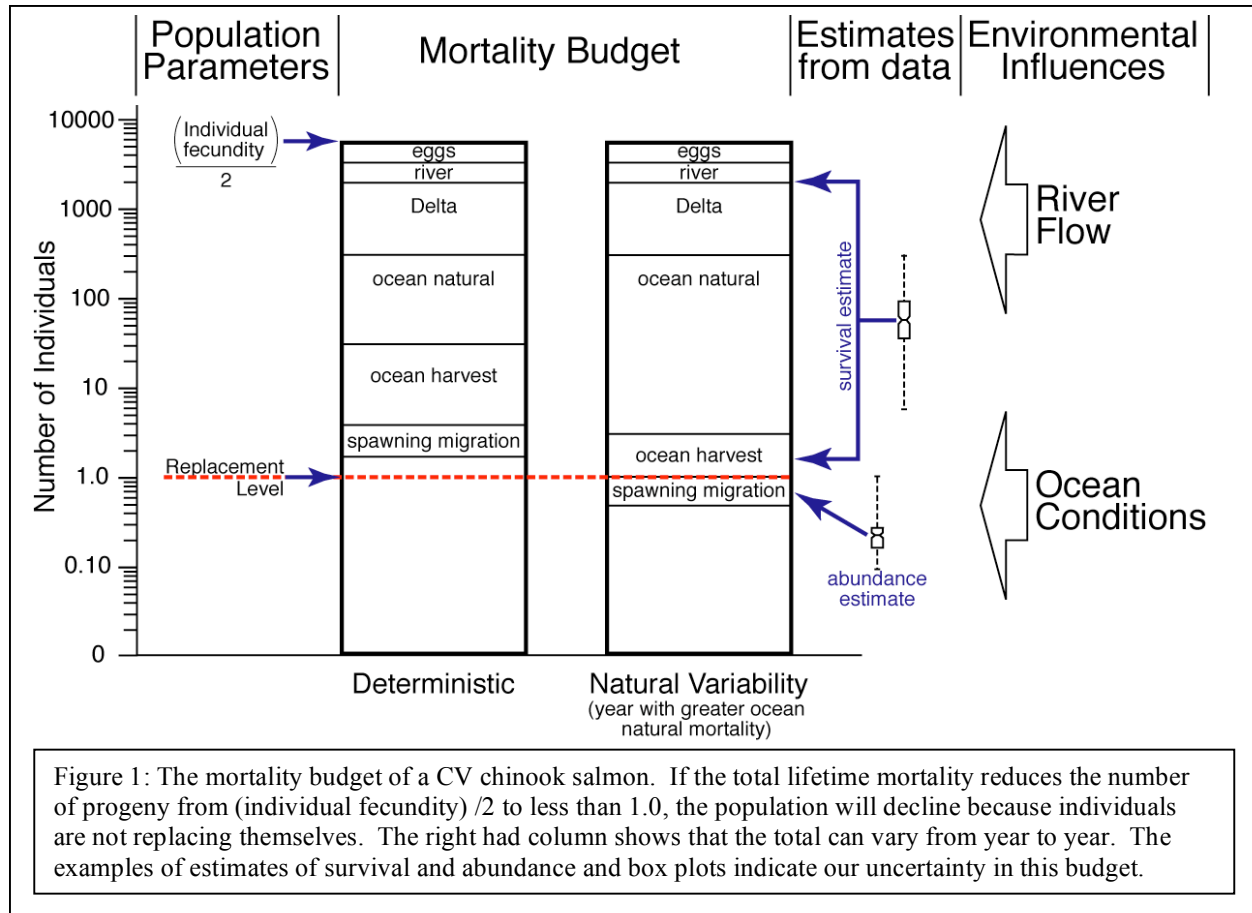 Population
Parameters
Mortality Budget
Estimates
from data
Environmental
Influences
Number of Individuals
10000
1000
100
10
1.0
0.10
0
(Individual
fecundity)
2
Replacement
Level
eggs
river
Delta
ocean natural
ocean harvest
spawning migration
Deterministic
eggs
river
Delta
ocean natural
ocean harvest
spawning migration
Natural Variability
(year with greater ocean
natural mortality)
survival estimate
abundance
estimate
River
Flow
Ocean
Conditions
Figure 1: The mortality budget of a CV chinook salmon. If the total lifetime mortality reduces the number
of progeny from (individual fecundity) /2 to less than 1.0, the population will decline because individuals
are not replacing themselves. The right had column shows that the total can vary from year to year. The
examples of estimates of survival and abundance and box plots indicate our uncertainty in this budget.